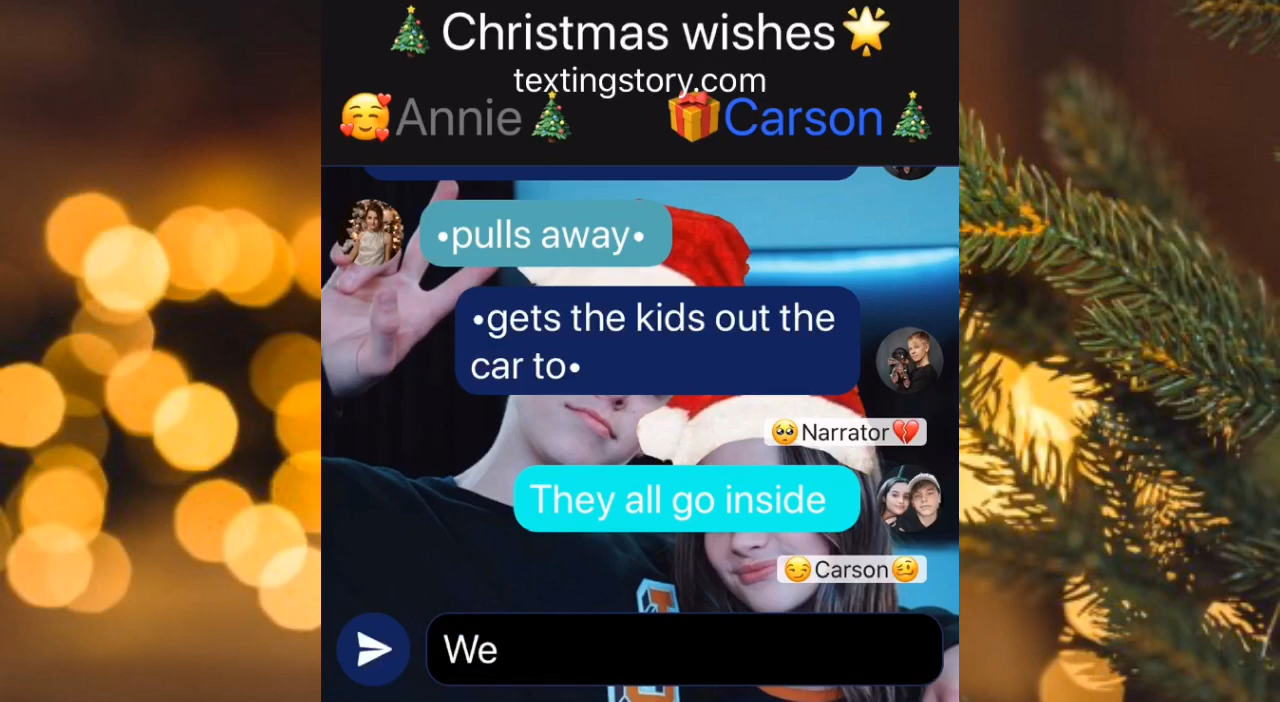 🎄Christmas wishes🌟
textingstory.com
🥰Annie🎄
🎁Carson🎄
•pulls away•
•gets the kids out the
car to•
🥺Narrator💔
They all go inside
😏Carson🥴
We